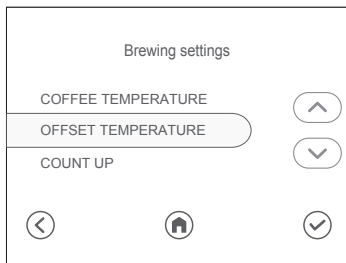 Brewing settings
COFFEE TEMPERATURE
OFFSET TEMPERATURE
COUNT UP